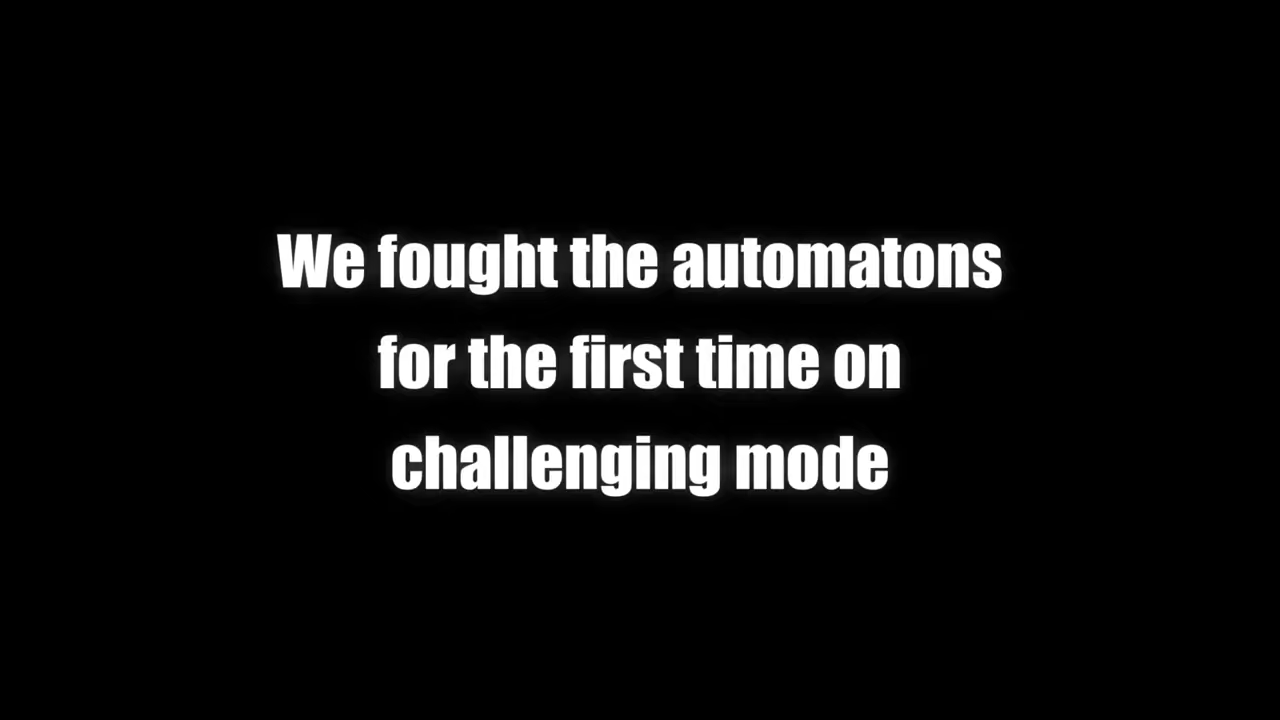 We fought the automatons
for the first time on
challenging mode